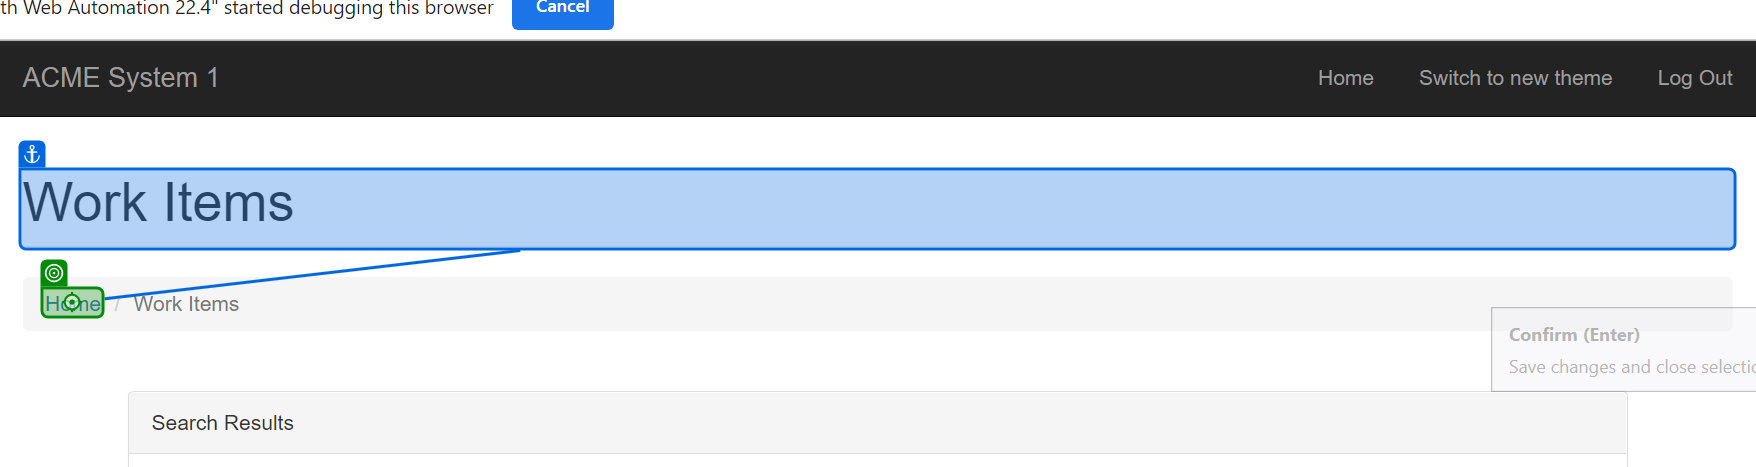 th Web Automation 22.4" started debugging this browser Cancel
ACME System 1 Home Switch to new theme Log Out
Work Items
Home / Work Items
Confirm (Enter)
Save changes and close selectic
Search Results